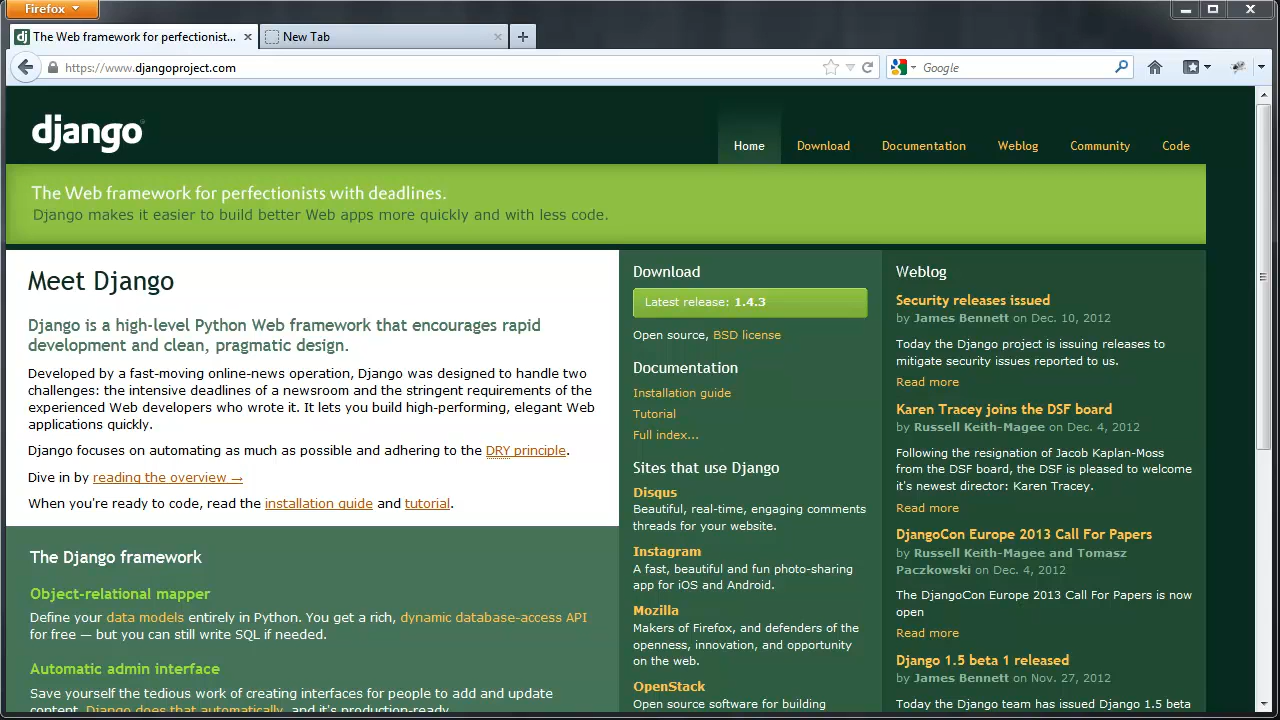 Firefox
The Web framework for perfectionist...
New Tab
https://www.djangoproject.com
Google
django
Home
Download
Documentation
Weblog
Community
Code
The Web framework for perfectionists with deadlines.
Django makes it easier to build better Web apps more quickly and with less code.
Meet Django
Django is a high-level Python Web framework that encourages rapid
development and clean, pragmatic design.
Developed by a fast-moving online-news operation, Django was designed to handle two
challenges: the intensive deadlines of a newsroom and the stringent requirements of the
experienced Web developers who wrote it. It lets you build high-performing, elegant Web
applications quickly.
Django focuses on automating as much as possible and adhering to the DRY principle.
Dive in by reading the overview →
When you're ready to code, read the installation guide and tutorial.
The Django framework
Object-relational mapper
Define your data models entirely in Python. You get a rich, dynamic database-access API
for free — but you can still write SQL if needed.
Automatic admin interface
Save yourself the tedious work of creating interfaces for people to add and update
content. Django does that automatically, and it's production-ready.
Download
Latest release: 1.4.3
Open source, BSD license
Documentation
Installation guide
Tutorial
Full index...
Sites that use Django
Disqus
Beautiful, real-time, engaging comments
threads for your website.
Instagram
A fast, beautiful and fun photo-sharing
app for iOS and Android.
Mozilla
Makers of Firefox, and defenders of the
openness, innovation, and opportunity
on the web.
OpenStack
Open source software for building
Weblog
Security releases issued
by James Bennett on Dec. 10, 2012
Today the Django project is issuing releases to
mitigate security issues reported to us.
Read more
Karen Tracey joins the DSF board
by Russell Keith-Magee on Dec. 4, 2012
Following the resignation of Jacob Kaplan-Moss
from the DSF board, the DSF is pleased to welcome
it's newest director: Karen Tracey.
Read more
DjangoCon Europe 2013 Call For Papers
by Russell Keith-Magee and Tomasz
Paczkowski on Dec. 4, 2012
The DjangoCon Europe 2013 Call For Papers is now
open
Read more
Django 1.5 beta 1 released
by James Bennett on Nov. 27, 2012
Today the Django team has issued Django 1.5 beta